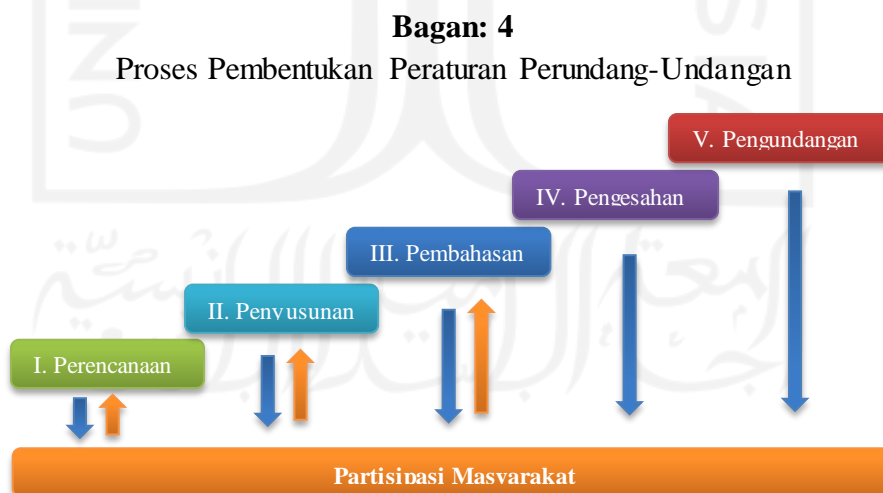 Bagan: 4
Proses Pembentukan Peraturan Perundang-Undangan
V. Pengundangan
IV. Pengesahan
III. Pembahasan
II. Penyusunan
I. Perencanaan
Partisipasi Masyarakat